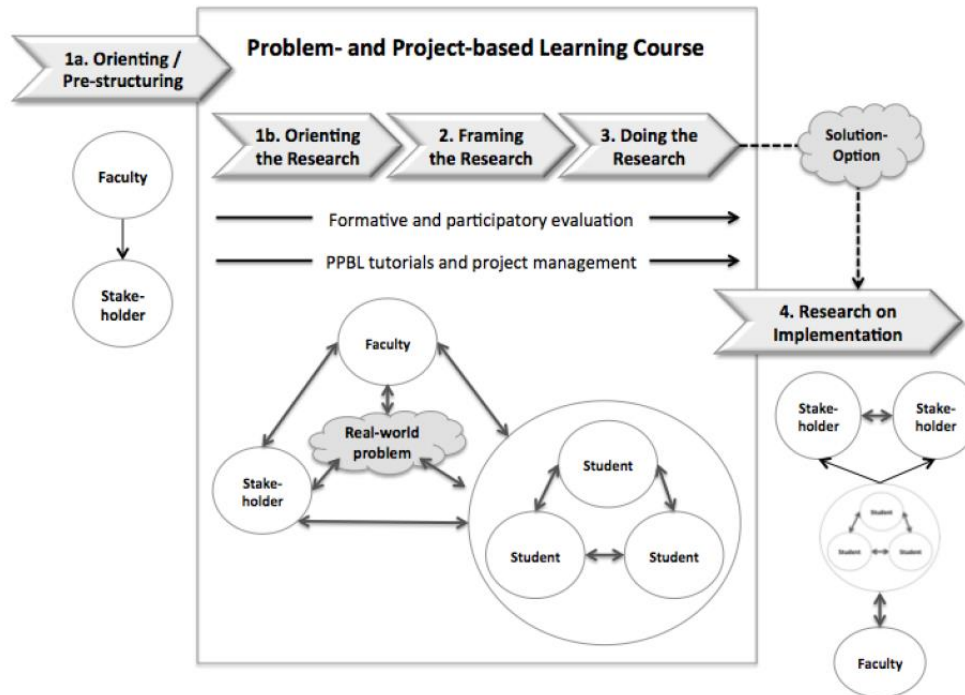 Problem- and Project-based Learning Course
1a. Orienting /
Pre-structuring
1b. Orienting
the Research
2. Framing
the Research
3. Doing the
Research
Solution-
Option
Faculty
Stake-
holder
Formative and participatory evaluation
PPBL tutorials and project management
4. Research on
Implementation
Faculty
Real-world
problem
Stake-
holder
Student
Student
Student
Stake-
holder
Stake-
holder
Student
Student
Student
Faculty